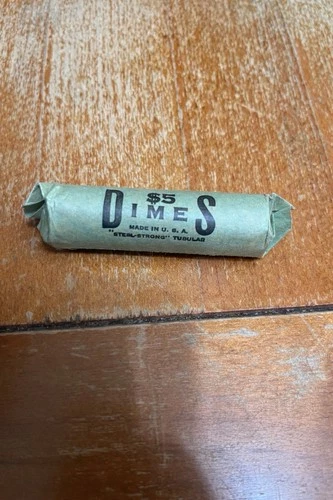 $5
DIMES
MADE IN U. S. A.
"STEEL-STRONG" TUBULAR